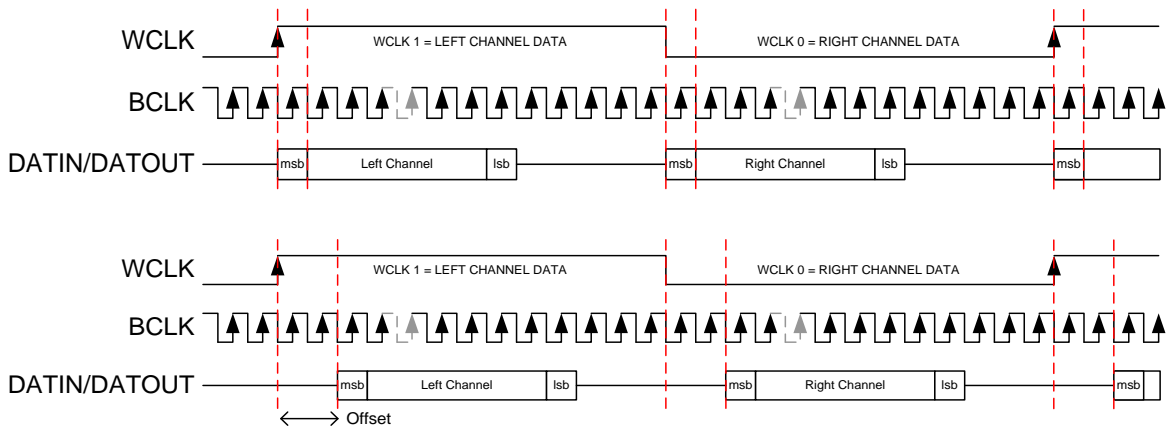 WCLK
WCLK 1 = LEFT CHANNEL DATA
WCLK 0 = RIGHT CHANNEL DATA
BCLK
DATIN/DATOUT
msb
Left Channel
lsb
msb
Right Channel
lsb
msb
WCLK
WCLK 1 = LEFT CHANNEL DATA
WCLK 0 = RIGHT CHANNEL DATA
BCLK
DATIN/DATOUT
msb
Left Channel
lsb
msb
Right Channel
lsb
msb
Offset